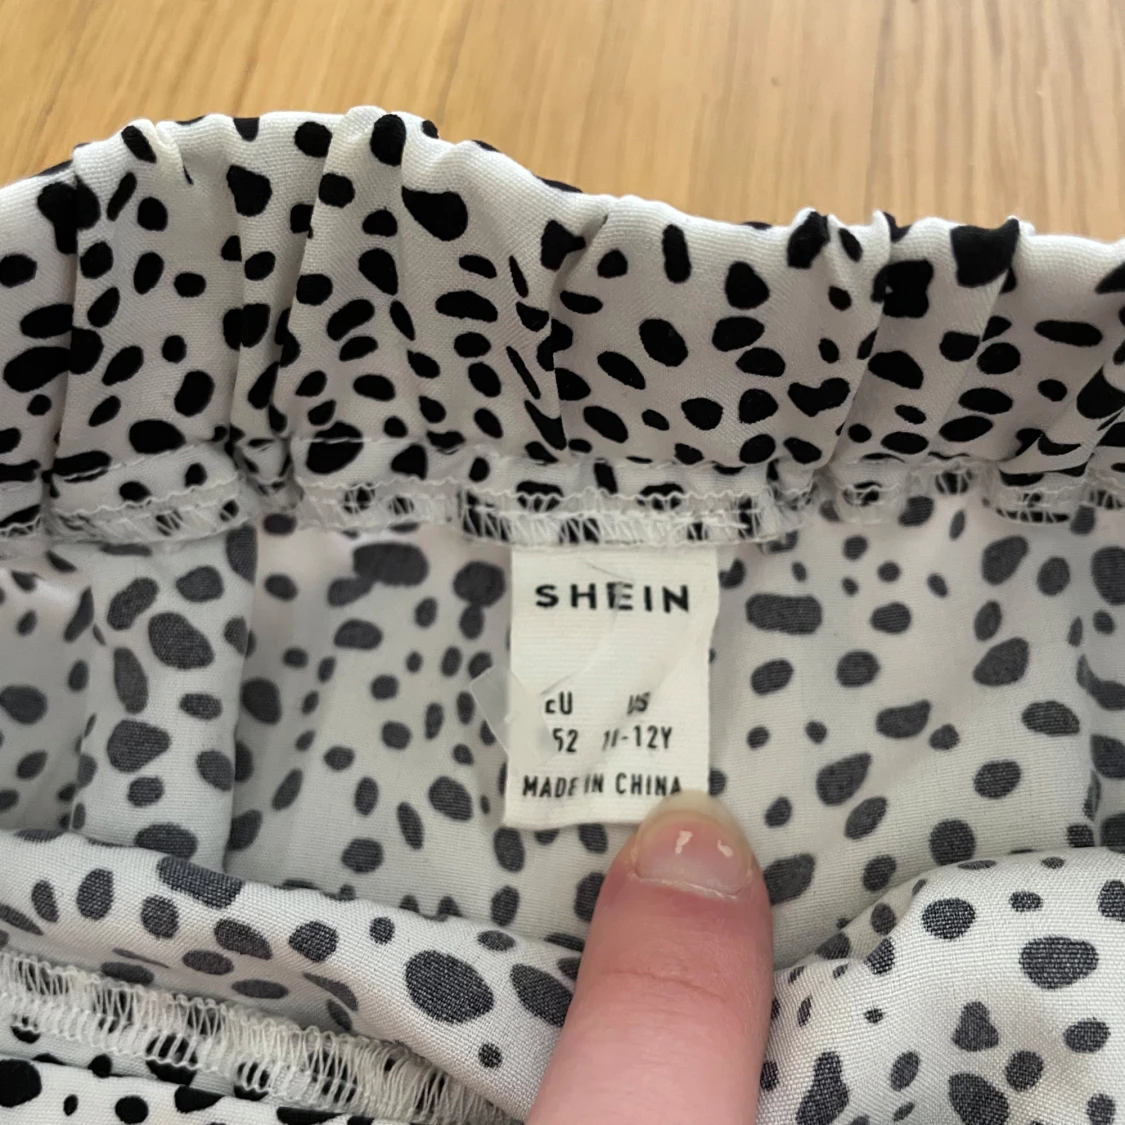 SHEIN
EU US
152 11-12Y
MADE IN CHINA